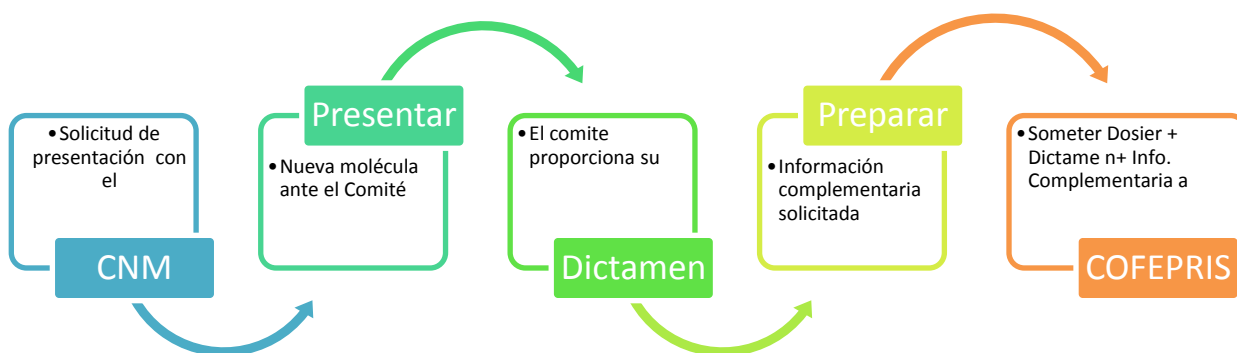 •Solicitud de
presentación con
el
CNM
Presentar
•Nueva molécula
ante el Comité
•El comite
proporciona su
Dictamen
Preparar
•Información
complementaria
solicitada
•Someter Dosier +
Dictame n+ Info.
Complementaria a
COFEPRIS